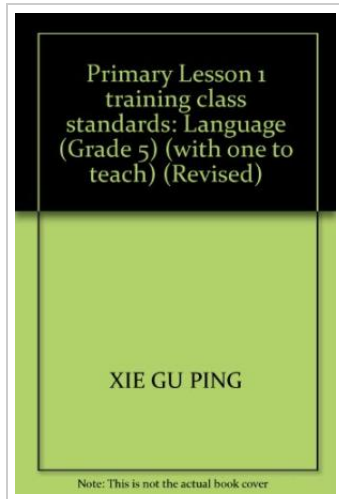 Primary Lesson 1
training class
standards: Language
(Grade 5) (with one to
teach) (Revised)
XIE GU PING
Note: This is not the actual book cover